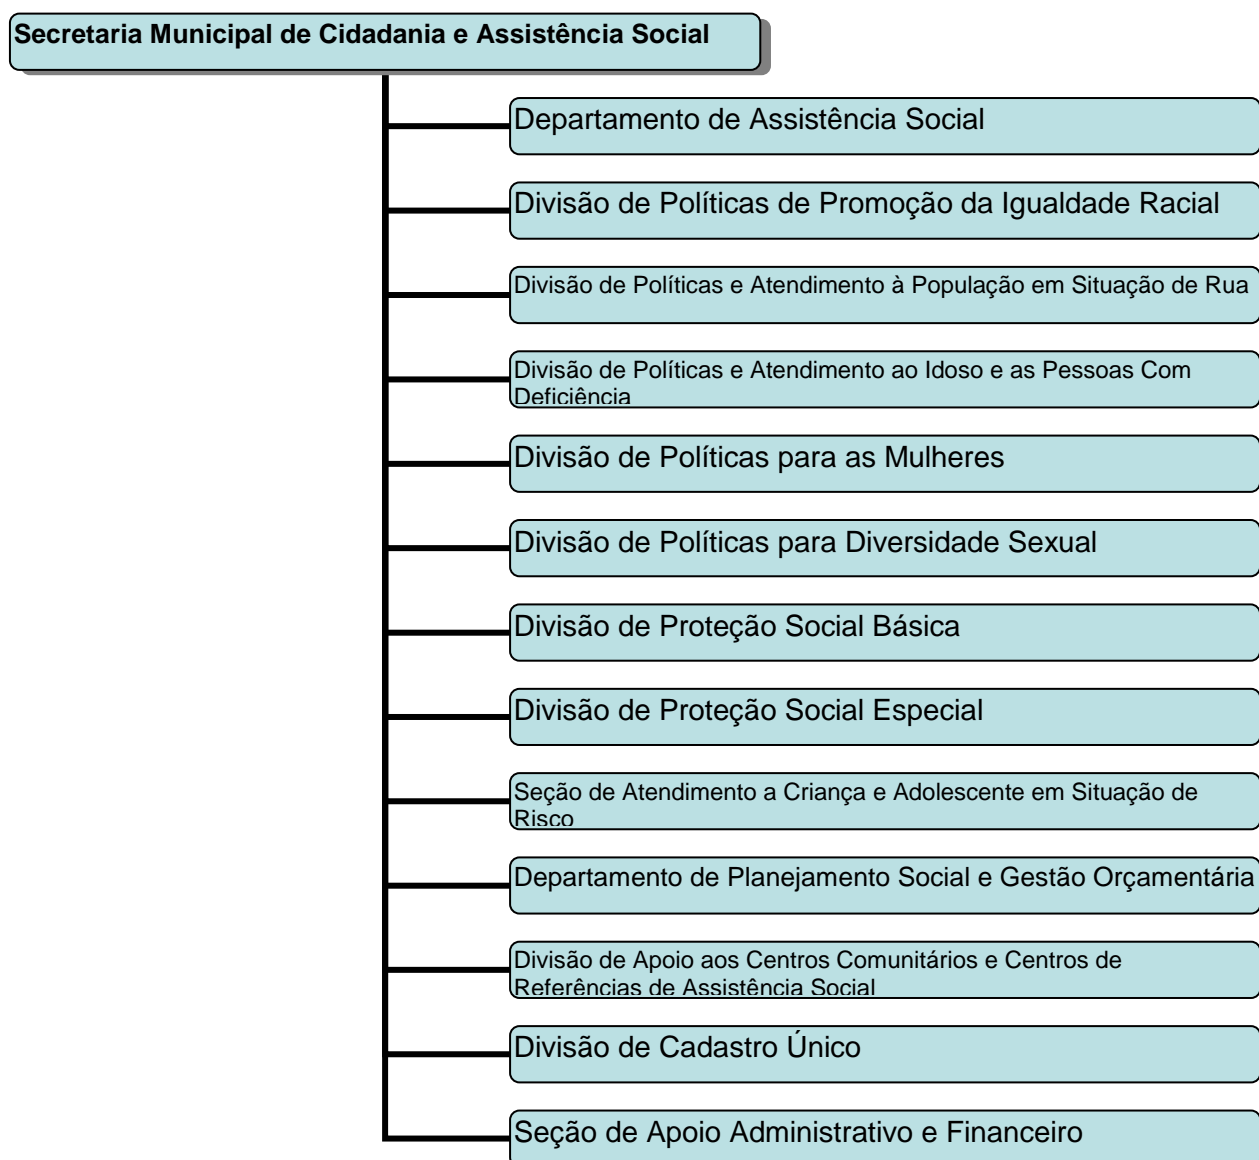 Secretaria Municipal de Cidadania e Assistência Social
Departamento de Assistência Social
Divisão de Políticas de Promoção da Igualdade Racial
Divisão de Políticas e Atendimento à População em Situação de Rua
Divisão de Políticas e Atendimento ao Idoso e as Pessoas Com
Deficiência
Divisão de Políticas para as Mulheres
Divisão de Políticas para Diversidade Sexual
Divisão de Proteção Social Básica
Divisão de Proteção Social Especial
Seção de Atendimento a Criança e Adolescente em Situação de
Risco
Departamento de Planejamento Social e Gestão Orçamentária
Divisão de Apoio aos Centros Comunitários e Centros de
Referências de Assistência Social
Divisão de Cadastro Único
Seção de Apoio Administrativo e Financeiro